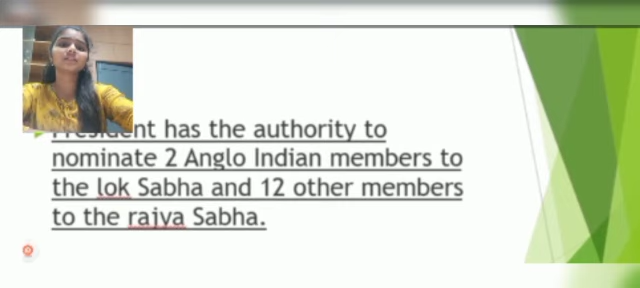 President has the authority to
nominate 2 Anglo Indian members to
the lok Sabha and 12 other members
to the rajya Sabha.